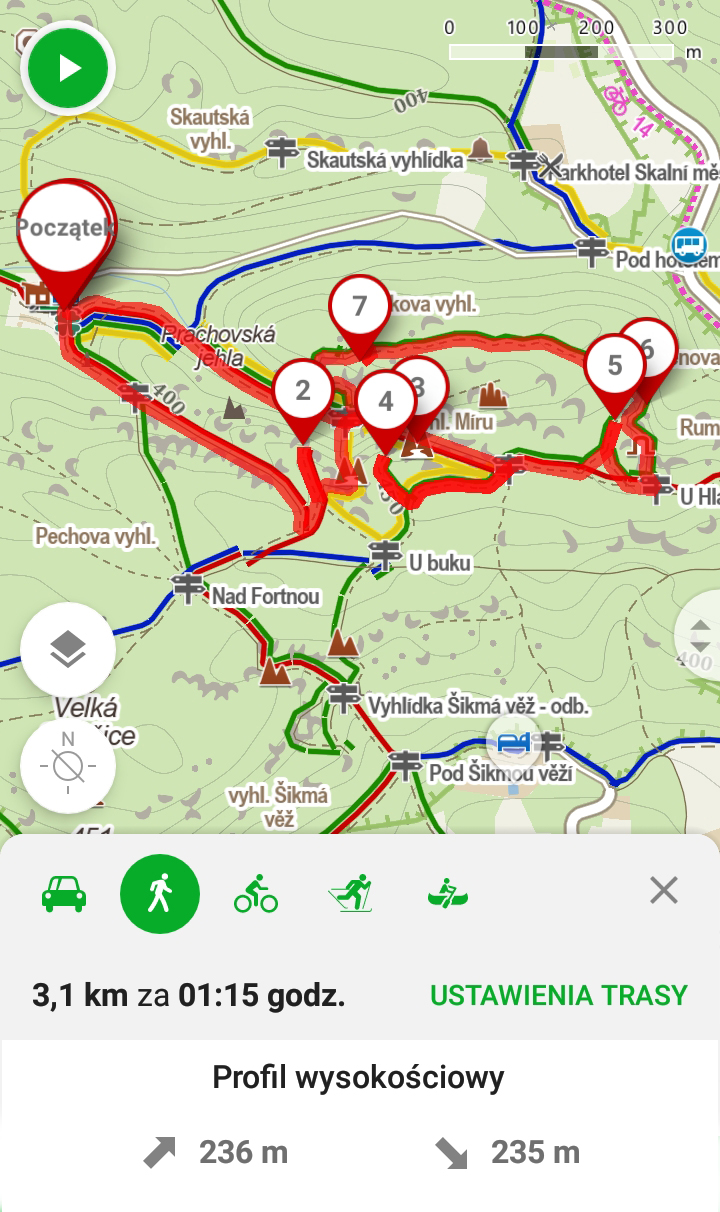 0 100 200 300
m
400
14
Skautská
vyhl.
Skautská vyhlídka
Parkhotel Skalní mě
Pod hotelem
Początek
Prachovská
jehla
7
kova vyhl.
5
6
nova
2
4
3
hl. Míru
400
Rum
U Hla
Pechova vyhl.
U buku
Nad Fortnou
400
Velká
ice
N
Vyhlídka Šikmá věž - odb.
Pod Šikmou věží
vyhl. Šikmá
věž
451
3,1 km za 01:15 godz.
USTAWIENIA TRASY
Profil wysokościowy
236 m
235 m